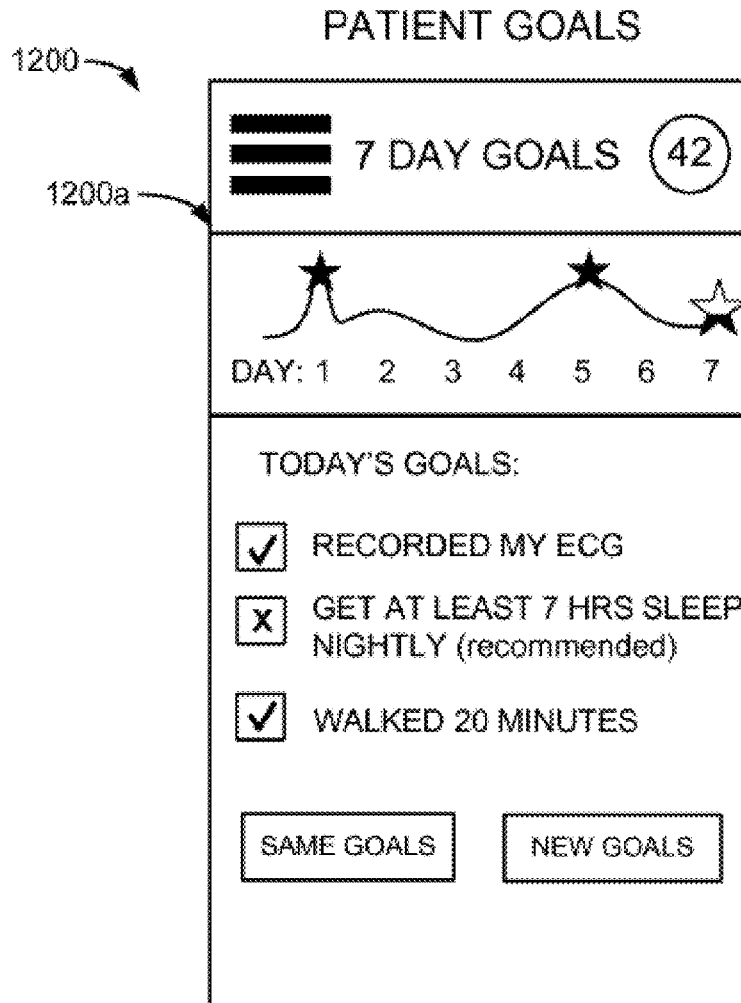 PATIENT GOALS
1200
7 DAY GOALS 42
1200a
DAY: 1 2 3 4 5 6 7
TODAY'S GOALS:
✓ RECORDED MY ECG
X GET AT LEAST 7 HRS SLEEP
NIGHTLY (recommended)
✓ WALKED 20 MINUTES
SAME GOALS NEW GOALS